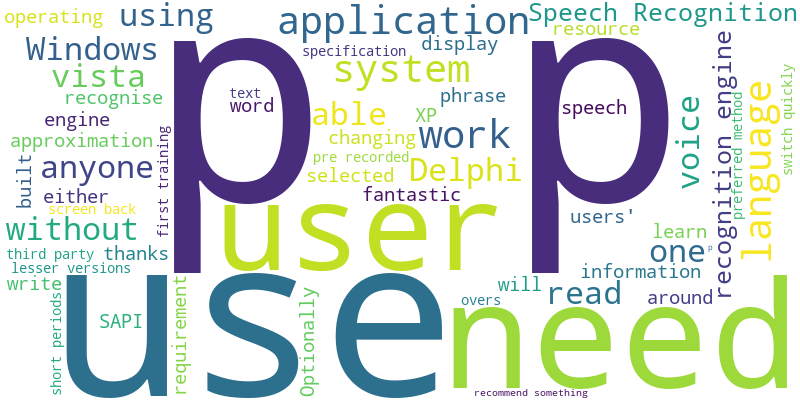 operating
using
application
Speech Recognition
resource
Windows
specification
display
vista
system
recognise
text
word
phrase
p p
speech
engine
able
XP
work
changing
approximation
pre recorded
built
anyone
selected
Delphi
first training
either
fantastic
screen back
user
users'
without
learn
third party
thanks
one
p
lesser versions
information
write
will
read
around
overs
voice
recognition engine
preferred method
language
switch quickly
short periods
SAPI
requirement
use
Optionally
need
recommend something